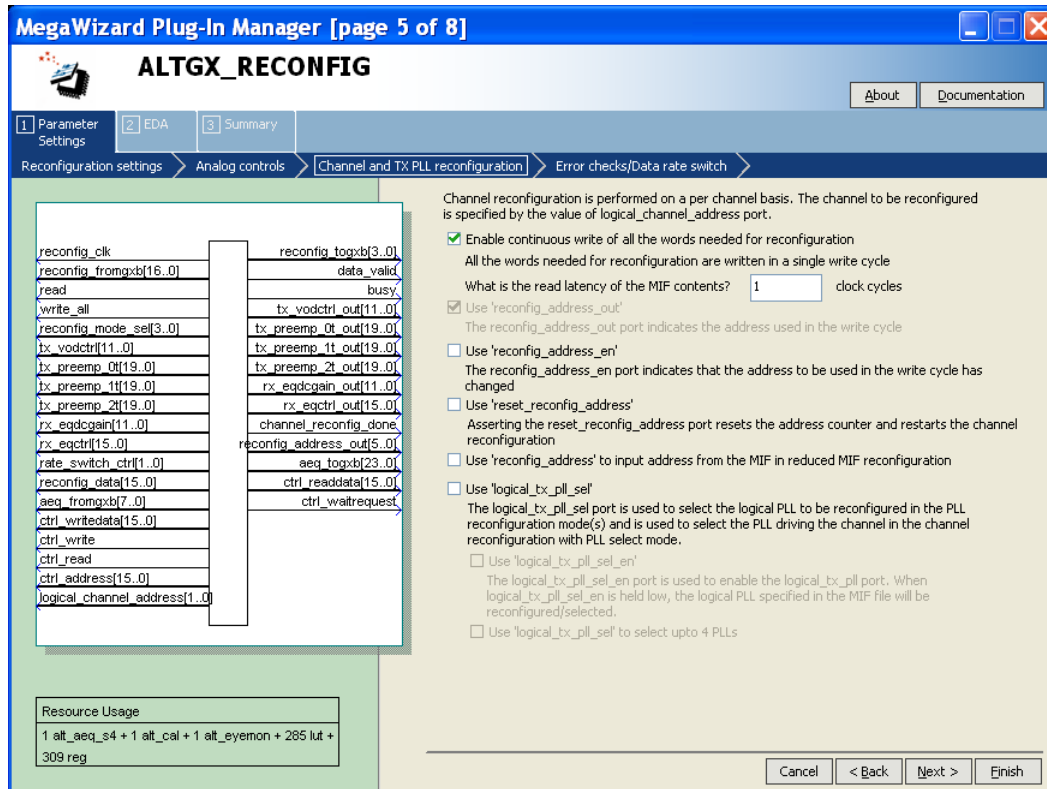 MegaWizard Plug-In Manager [page 5 of 8]
ALTGX_RECONFIG
About
Documentation
1 Parameter Settings
2 EDA
3 Summary
Reconfiguration settings
Analog controls
Channel and TX PLL reconfiguration
Error checks/Data rate switch
reconfig_clk
reconfig_fromgxb[16..0]
read
write_all
reconfig_mode_sel[3..0]
tx_vodctrl[11..0]
tx_preemp_0t[19..0]
tx_preemp_1t[19..0]
tx_preemp_2t[19..0]
rx_eqdcgain[11..0]
rx_eqctrl[15..0]
rate_switch_ctrl[1..0]
reconfig_data[15..0]
aeq_fromgxb[7..0]
ctrl_writedata[15..0]
ctrl_write
ctrl_read
ctrl_address[15..0]
logical_channel_address[1..0]
reconfig_togxb[3..0]
data_valid
busy
tx_vodctrl_out[11..0]
tx_preemp_0t_out[19..0]
tx_preemp_1t_out[19..0]
tx_preemp_2t_out[19..0]
rx_eqdcgain_out[11..0]
rx_eqctrl_out[15..0]
channel_reconfig_done
reconfig_address_out[5..0]
aeq_togxb[23..0]
ctrl_readdata[15..0]
ctrl_waitrequest
Resource Usage
1 alt_aeq_s4 + 1 alt_cal + 1 alt_eyemon + 285 lut +
309 reg
Channel reconfiguration is performed on a per channel basis. The channel to be reconfigured
is specified by the value of logical_channel_address port.
Enable continuous write of all the words needed for reconfiguration
All the words needed for reconfiguration are written in a single write cycle
What is the read latency of the MIF contents? 1 clock cycles
Use 'reconfig_address_out'
The reconfig_address_out port indicates the address used in the write cycle
Use 'reconfig_address_en'
The reconfig_address_en port indicates that the address to be used in the write cycle has
changed
Use 'reset_reconfig_address'
Asserting the reset_reconfig_address port resets the address counter and restarts the channel
reconfiguration
Use 'reconfig_address' to input address from the MIF in reduced MIF reconfiguration
Use 'logical_tx_pll_sel'
The logical_tx_pll_sel port is used to select the logical PLL to be reconfigured in the PLL
reconfiguration mode(s) and is used to select the PLL driving the channel in the channel
reconfiguration with PLL select mode.
Use 'logical_tx_pll_sel_en'
The logical_tx_pll_sel_en port is used to enable the logical_tx_pll port. When
logical_tx_pll_sel_en is held low, the logical PLL specified in the MIF file will be
reconfigured/selected.
Use 'logical_tx_pll_sel' to select upto 4 PLLs
Cancel
< Back
Next >
Finish